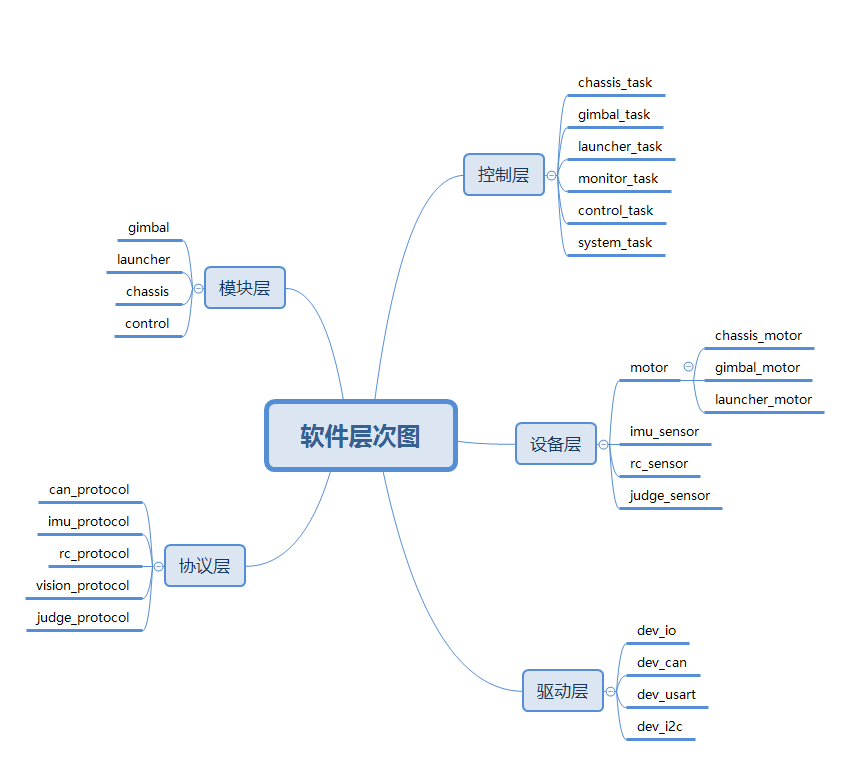 软件层次图
控制层
chassis_task
gimbal_task
launcher_task
monitor_task
control_task
system_task
设备层
motor
chassis_motor
gimbal_motor
launcher_motor
imu_sensor
rc_sensor
judge_sensor
驱动层
dev_io
dev_can
dev_usart
dev_i2c
协议层
can_protocol
imu_protocol
rc_protocol
vision_protocol
judge_protocol
模块层
gimbal
launcher
chassis
control